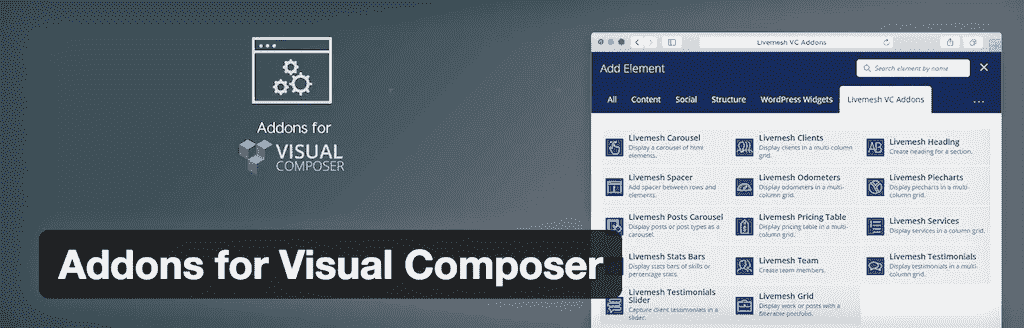 Addons for
VISUAL
COMPOSER
Addons for Visual Composer
Livemesh VC Addons
Add Element
Search element by name
All
Content
Social
Structure
WordPress Widgets
Livemesh VC Addons
...
Livemesh Carousel
Display a carousel of html
elements.
Livemesh Clients
Display clients in a multi-column
grid.
Livemesh Heading
Create heading for a section.
Livemesh Spacer
Add spacer between rows and
elements.
Livemesh Odometers
Display odometers in a multi-
column grid.
Livemesh Piecharts
Display piecharts in a multi-
column grid.
Livemesh Posts Carousel
Display posts or post types as a
carousel.
Livemesh Pricing Table
Display pricing table in a multi-
column grid.
Livemesh Services
Display services in a column grid.
Livemesh Stats Bars
Display stats bars of skills or
percentage stats.
Livemesh Team
Create team members.
Livemesh Testimonials
Display testimonials in a multi-
column grid.
Livemesh Testimonials
Slider
Capture client testimonials in a
slider.
Livemesh Grid
Display work or posts with a
filterable portfolio.